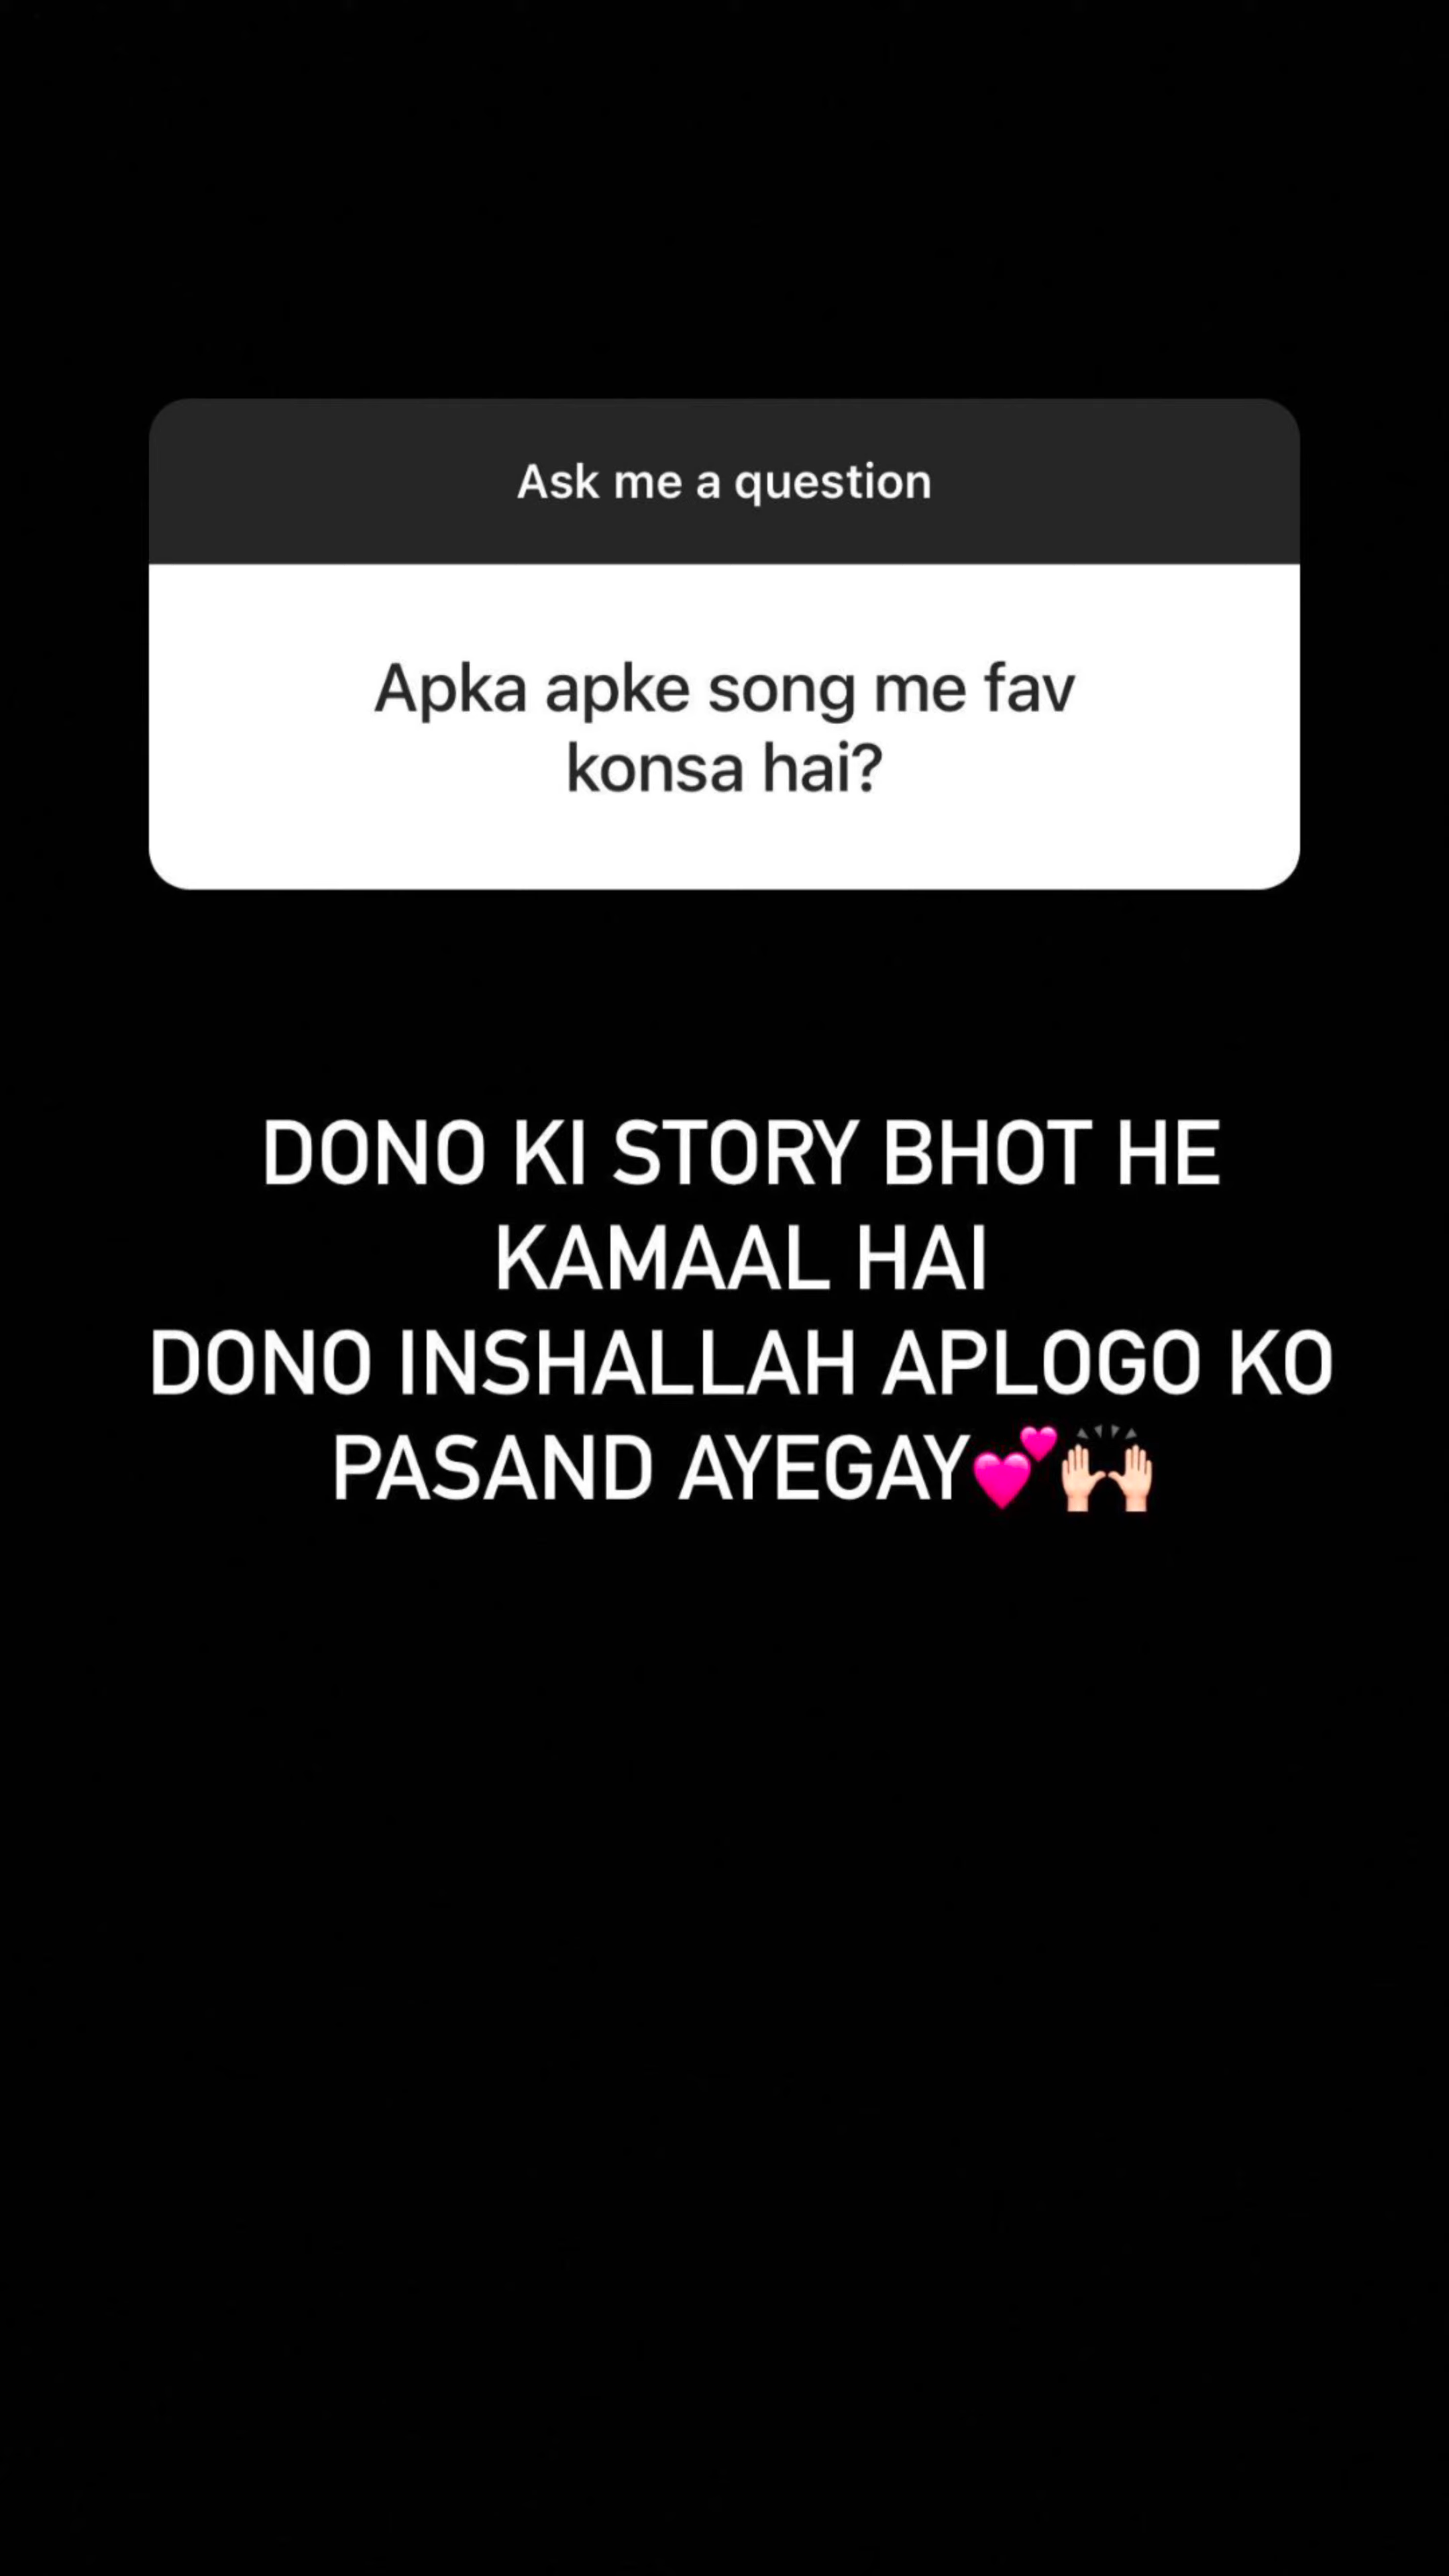 Ask me a question
Apka apke song me fav
konsa hai?
DONO KI STORY BHOT HE
KAMAAL HAI
DONO INSHALLAH APLOGO KO
PASAND AYEGAY💕🙌🏻